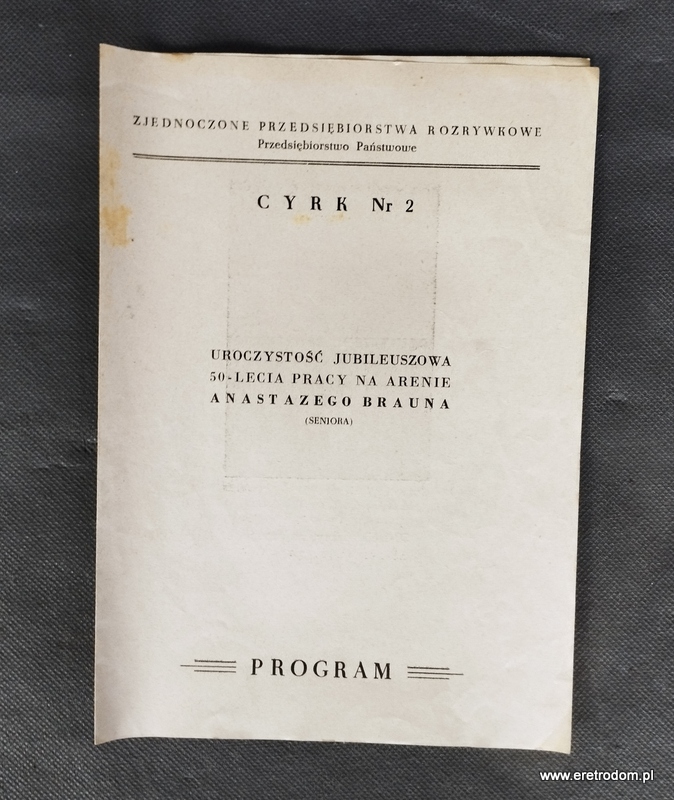 ZJEDNOCZONE PRZEDSIĘBIORSTWA ROZRYWKOWE
Przedsiębiorstwo Państwowe
CYRK Nr 2
UROCZYSTOŚĆ JUBILEUSZOWA
50-LECIA PRACY NA ARENIE
ANASTAZEGO BRAUNA
(SENIORA)
PROGRAM
www.eretrodom.pl